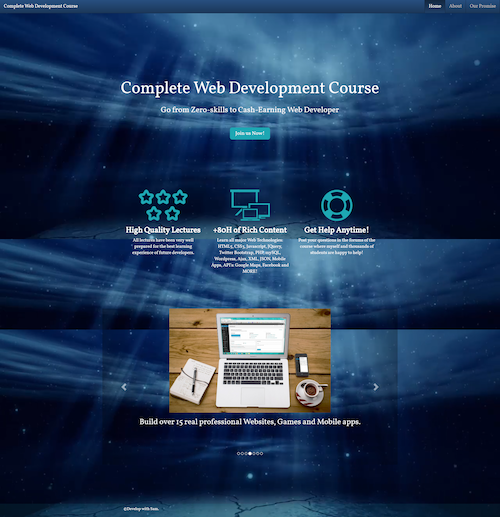 Complete Web Development Course
Home About Our Promise
Complete Web Development Course
Go from Zero-skills to Cash-Earning Web Developer
Join us Now!
High Quality Lectures
All lectures have been very well
prepared for the best learning
experience of future developers.
+80H of Rich Content
Learn all major Web Technologies:
HTML5, CSS3, Javascript, JQuery,
Twitter Bootstrap, PHP, mySQL,
Wordpress, Ajax, XML, JSON, Mobile
Apps, APIs: Google Maps, Facebook and
MORE!
Get Help Anytime!
Post your questions in the forums of the
course where myself and thousands of
students are happy to help!
Build over 15 real professional Websites, Games and Mobile apps.
©Develop with Sam.